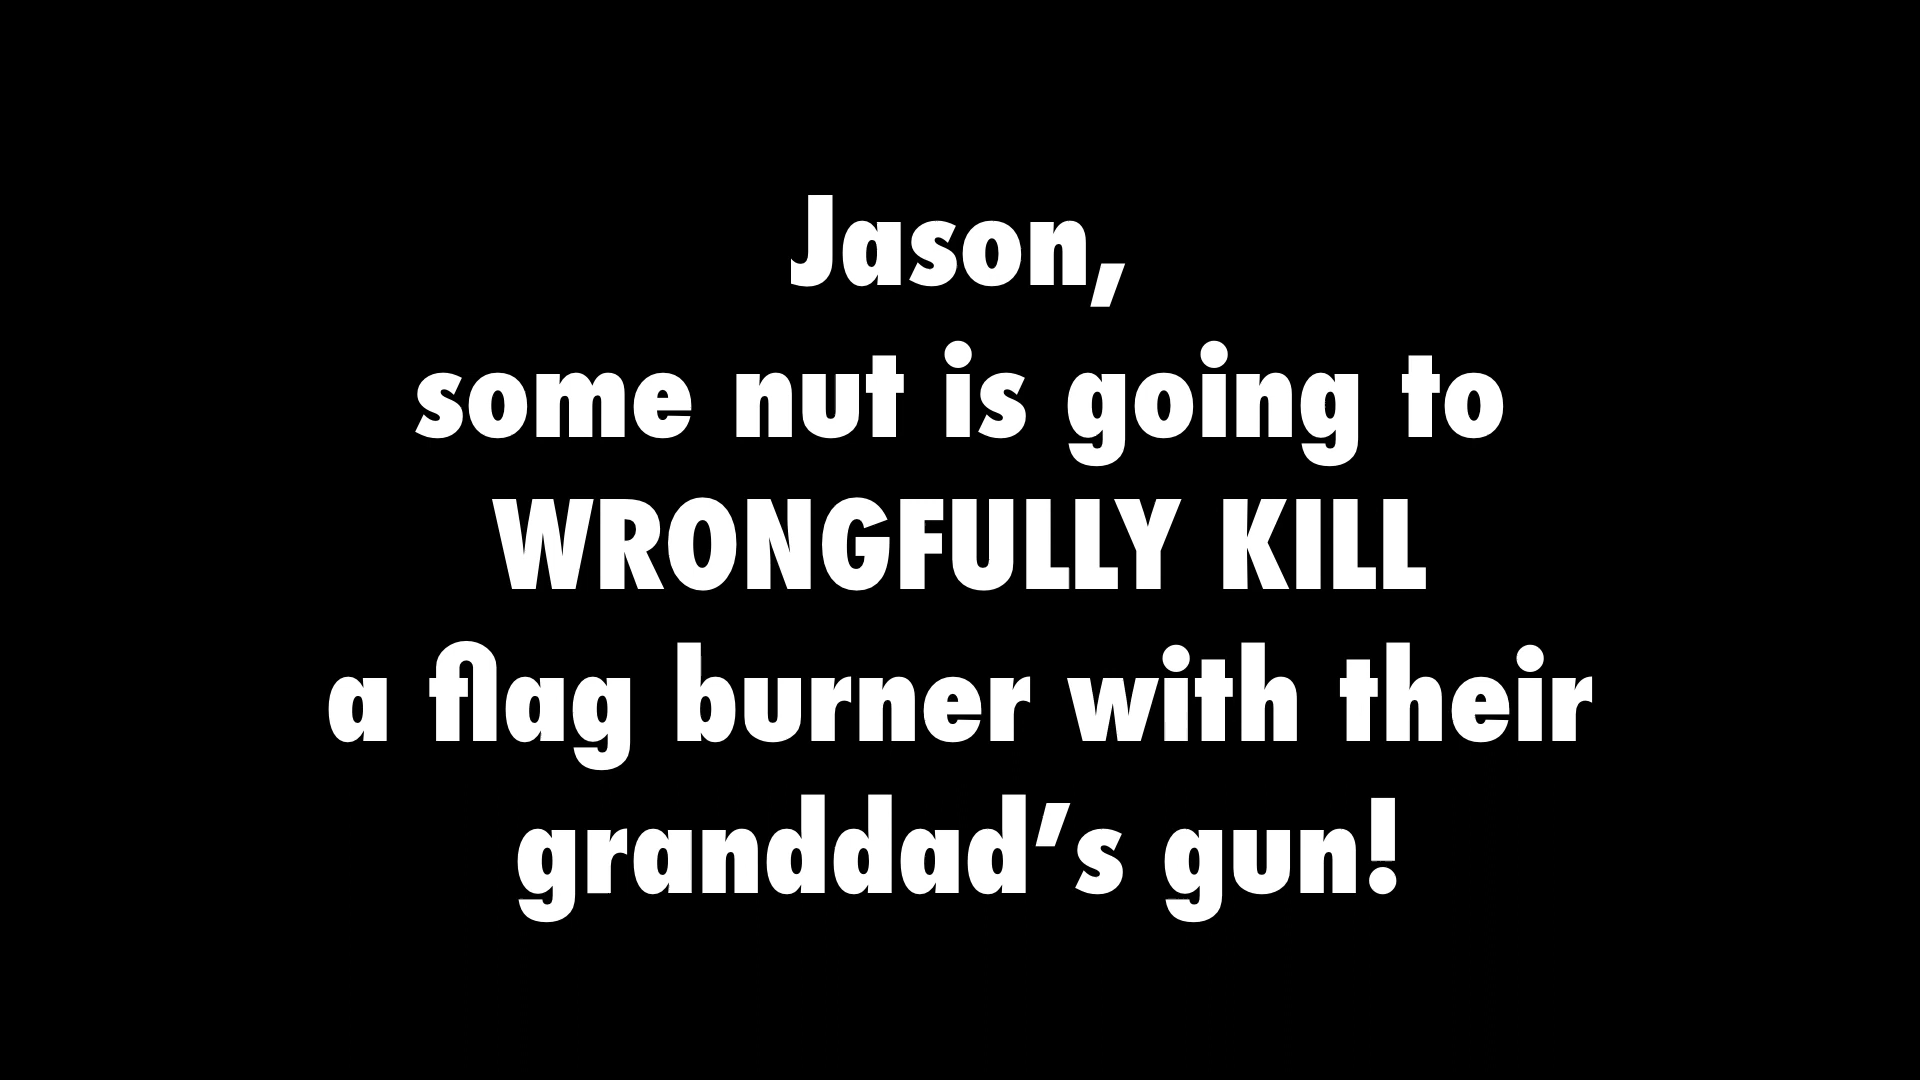 Jason,
some nut is going to
WRONGFULLY KILL
a flag burner with their
granddad’s gun!